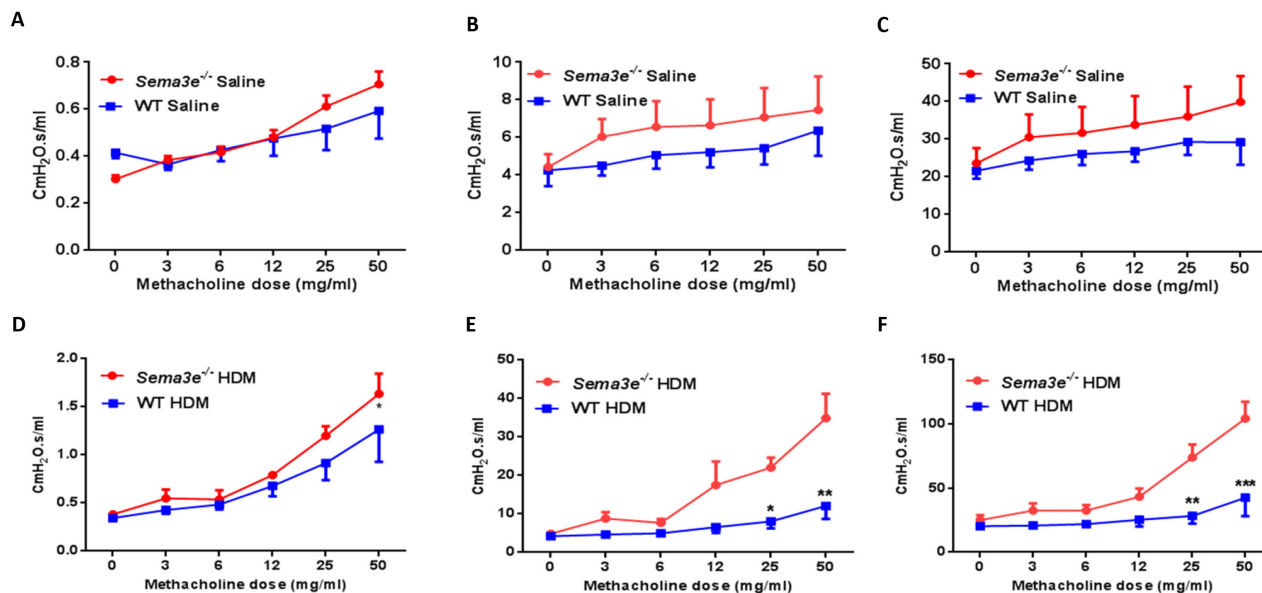 A
B
C
0.8
0.6
0.4
0.2
0.0
CmH₂O.s/ml
Sema3e⁻/⁻ Saline
WT Saline
0 3 6 12 25 50
Methacholine dose (mg/ml)
10
8
6
4
2
0
CmH₂O.s/ml
Sema3e⁻/⁻ Saline
WT Saline
0 3 6 12 25 50
Methacholine dose (mg/ml)
50
40
30
20
10
0
CmH₂O.s/ml
Sema3e⁻/⁻ Saline
WT Saline
0 3 6 12 25 50
Methacholine dose (mg/ml)
D
E
F
2.0
1.5
1.0
0.5
0.0
CmH₂O.s/ml
Sema3e⁻/⁻ HDM
WT HDM
*
0 3 6 12 25 50
Methacholine dose (mg/ml)
50
40
30
20
10
0
CmH₂O.s/ml
Sema3e⁻/⁻ HDM
WT HDM
* **
0 3 6 12 25 50
Methacholine dose (mg/ml)
150
100
50
0
CmH₂O.s/ml
Sema3e⁻/⁻ HDM
WT HDM
** ***
0 3 6 12 25 50
Methacholine dose (mg/ml)